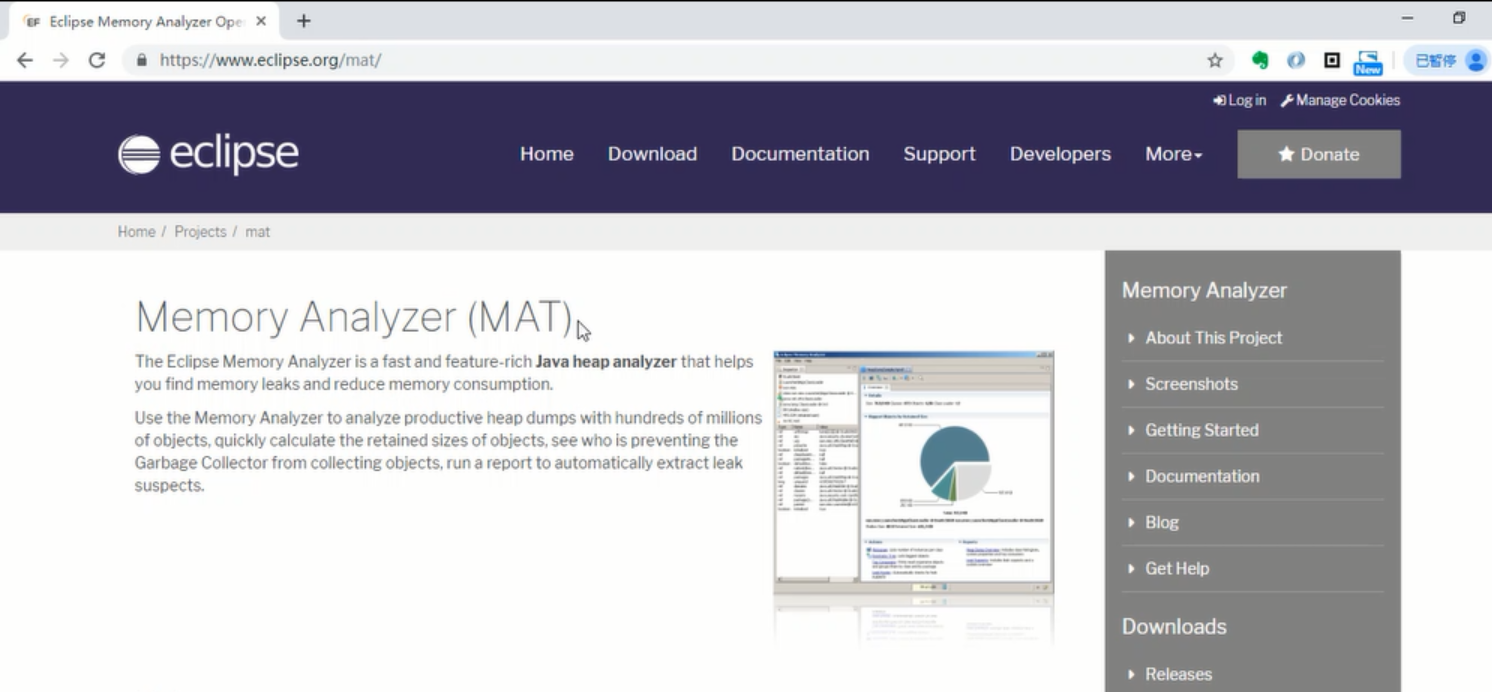 Eclipse Memory Analyzer Ope
https://www.eclipse.org/mat/
New
已暂停
Log in Manage Cookies
eclipse
Home Download Documentation Support Developers More Donate
Home / Projects / mat
Memory Analyzer (MAT)
The Eclipse Memory Analyzer is a fast and feature-rich Java heap analyzer that helps
you find memory leaks and reduce memory consumption.
Use the Memory Analyzer to analyze productive heap dumps with hundreds of millions
of objects, quickly calculate the retained sizes of objects, see who is preventing the
Garbage Collector from collecting objects, run a report to automatically extract leak
suspects.
Memory Analyzer
About This Project
Screenshots
Getting Started
Documentation
Blog
Get Help
Downloads
Releases